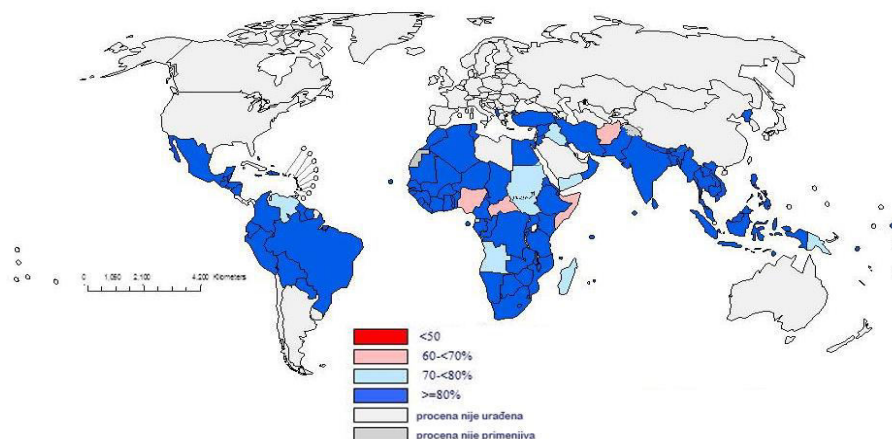 0 1.050 2.100 4.200 Kilometers
<50
60-<70%
70-<80%
>=80%
procena nije urađena
procena nije primenjiva